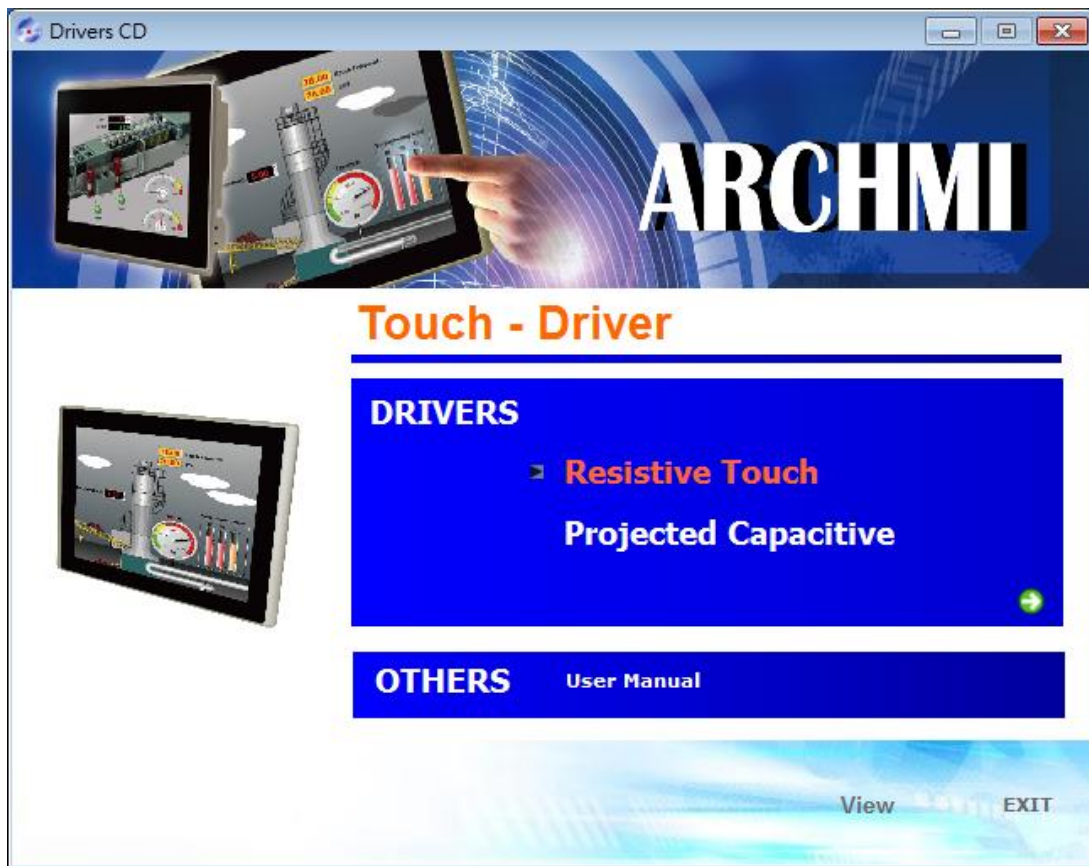 Drivers CD
ARCHMI
Touch - Driver
DRIVERS
Resistive Touch
Projected Capacitive
OTHERS User Manual
View EXIT